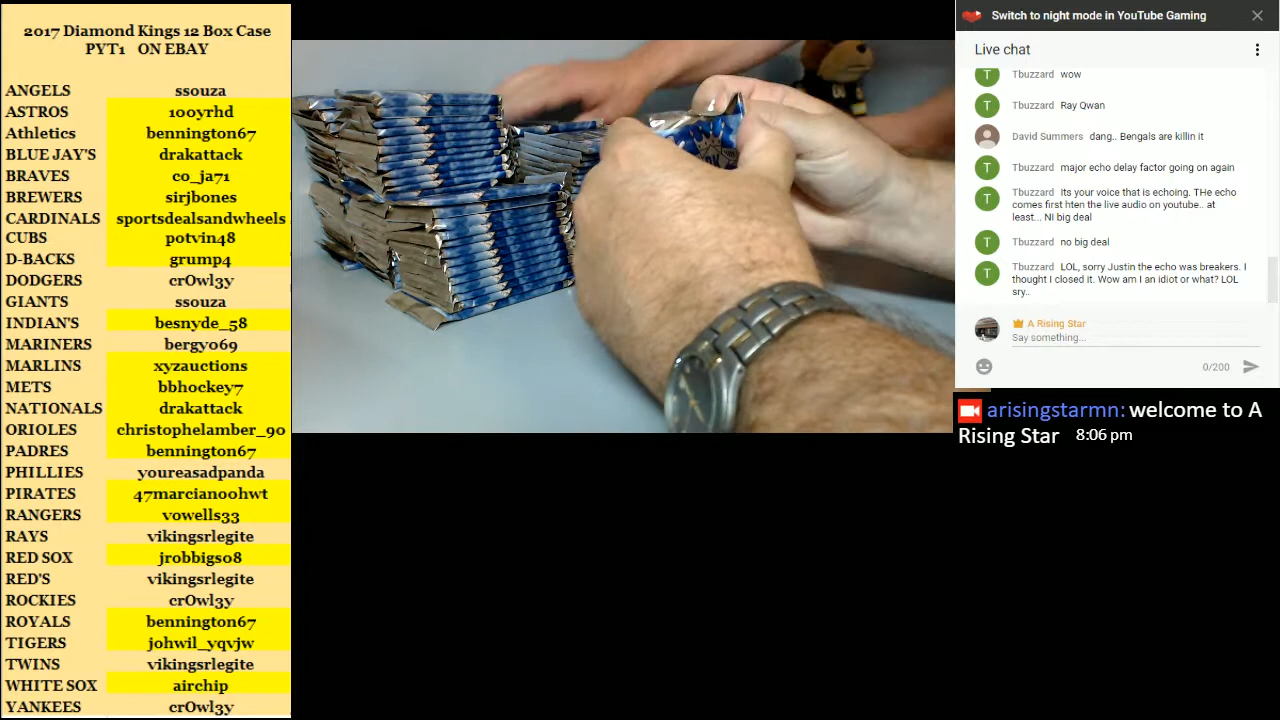 2017 Diamond Kings 12 Box Case
PYT1 ON EBAY
ANGELS ssouza
ASTROS 100yrhd
Athletics bennington67
BLUE JAY'S drakattack
BRAVES co_ja71
BREWERS sirjbones
CARDINALS sportsdealsandwheels
CUBS potvin48
D-BACKS grump4
DODGERS crOwl3y
GIANTS ssouza
INDIAN'S besnyde_58
MARINERS bergy069
MARLINS xyzauctions
METS bbhockey7
NATIONALS drakattack
ORIOLES christophelamber_90
PADRES bennington67
PHILLIES youreasadpanda
PIRATES 47marcianoohwt
RANGERS vowells33
RAYS vikingsrlegite
RED SOX jrobbigs08
RED'S vikingsrlegite
ROCKIES crOwl3y
ROYALS bennington67
TIGERS johwil_yqvjw
TWINS vikingsrlegite
WHITE SOX airchip
YANKEES crOwl3y
Switch to night mode in YouTube Gaming
Live chat
T Tbuzzard wow
T Tbuzzard Ray Qwan
David Summers dang.. Bengals are killin it
T Tbuzzard major echo delay factor going on again
T Tbuzzard Its your voice that is echoing. THe echo
comes first hten the live audio on youtube.. at
least... NI big deal
T Tbuzzard no big deal
T Tbuzzard LOL, sorry Justin the echo was breakers. I
thought I closed it. Wow am I an idiot or what? LOL
sry..
A Rising Star
Say something...
0/200
arisingstarmn: welcome to A
Rising Star 8:06 pm